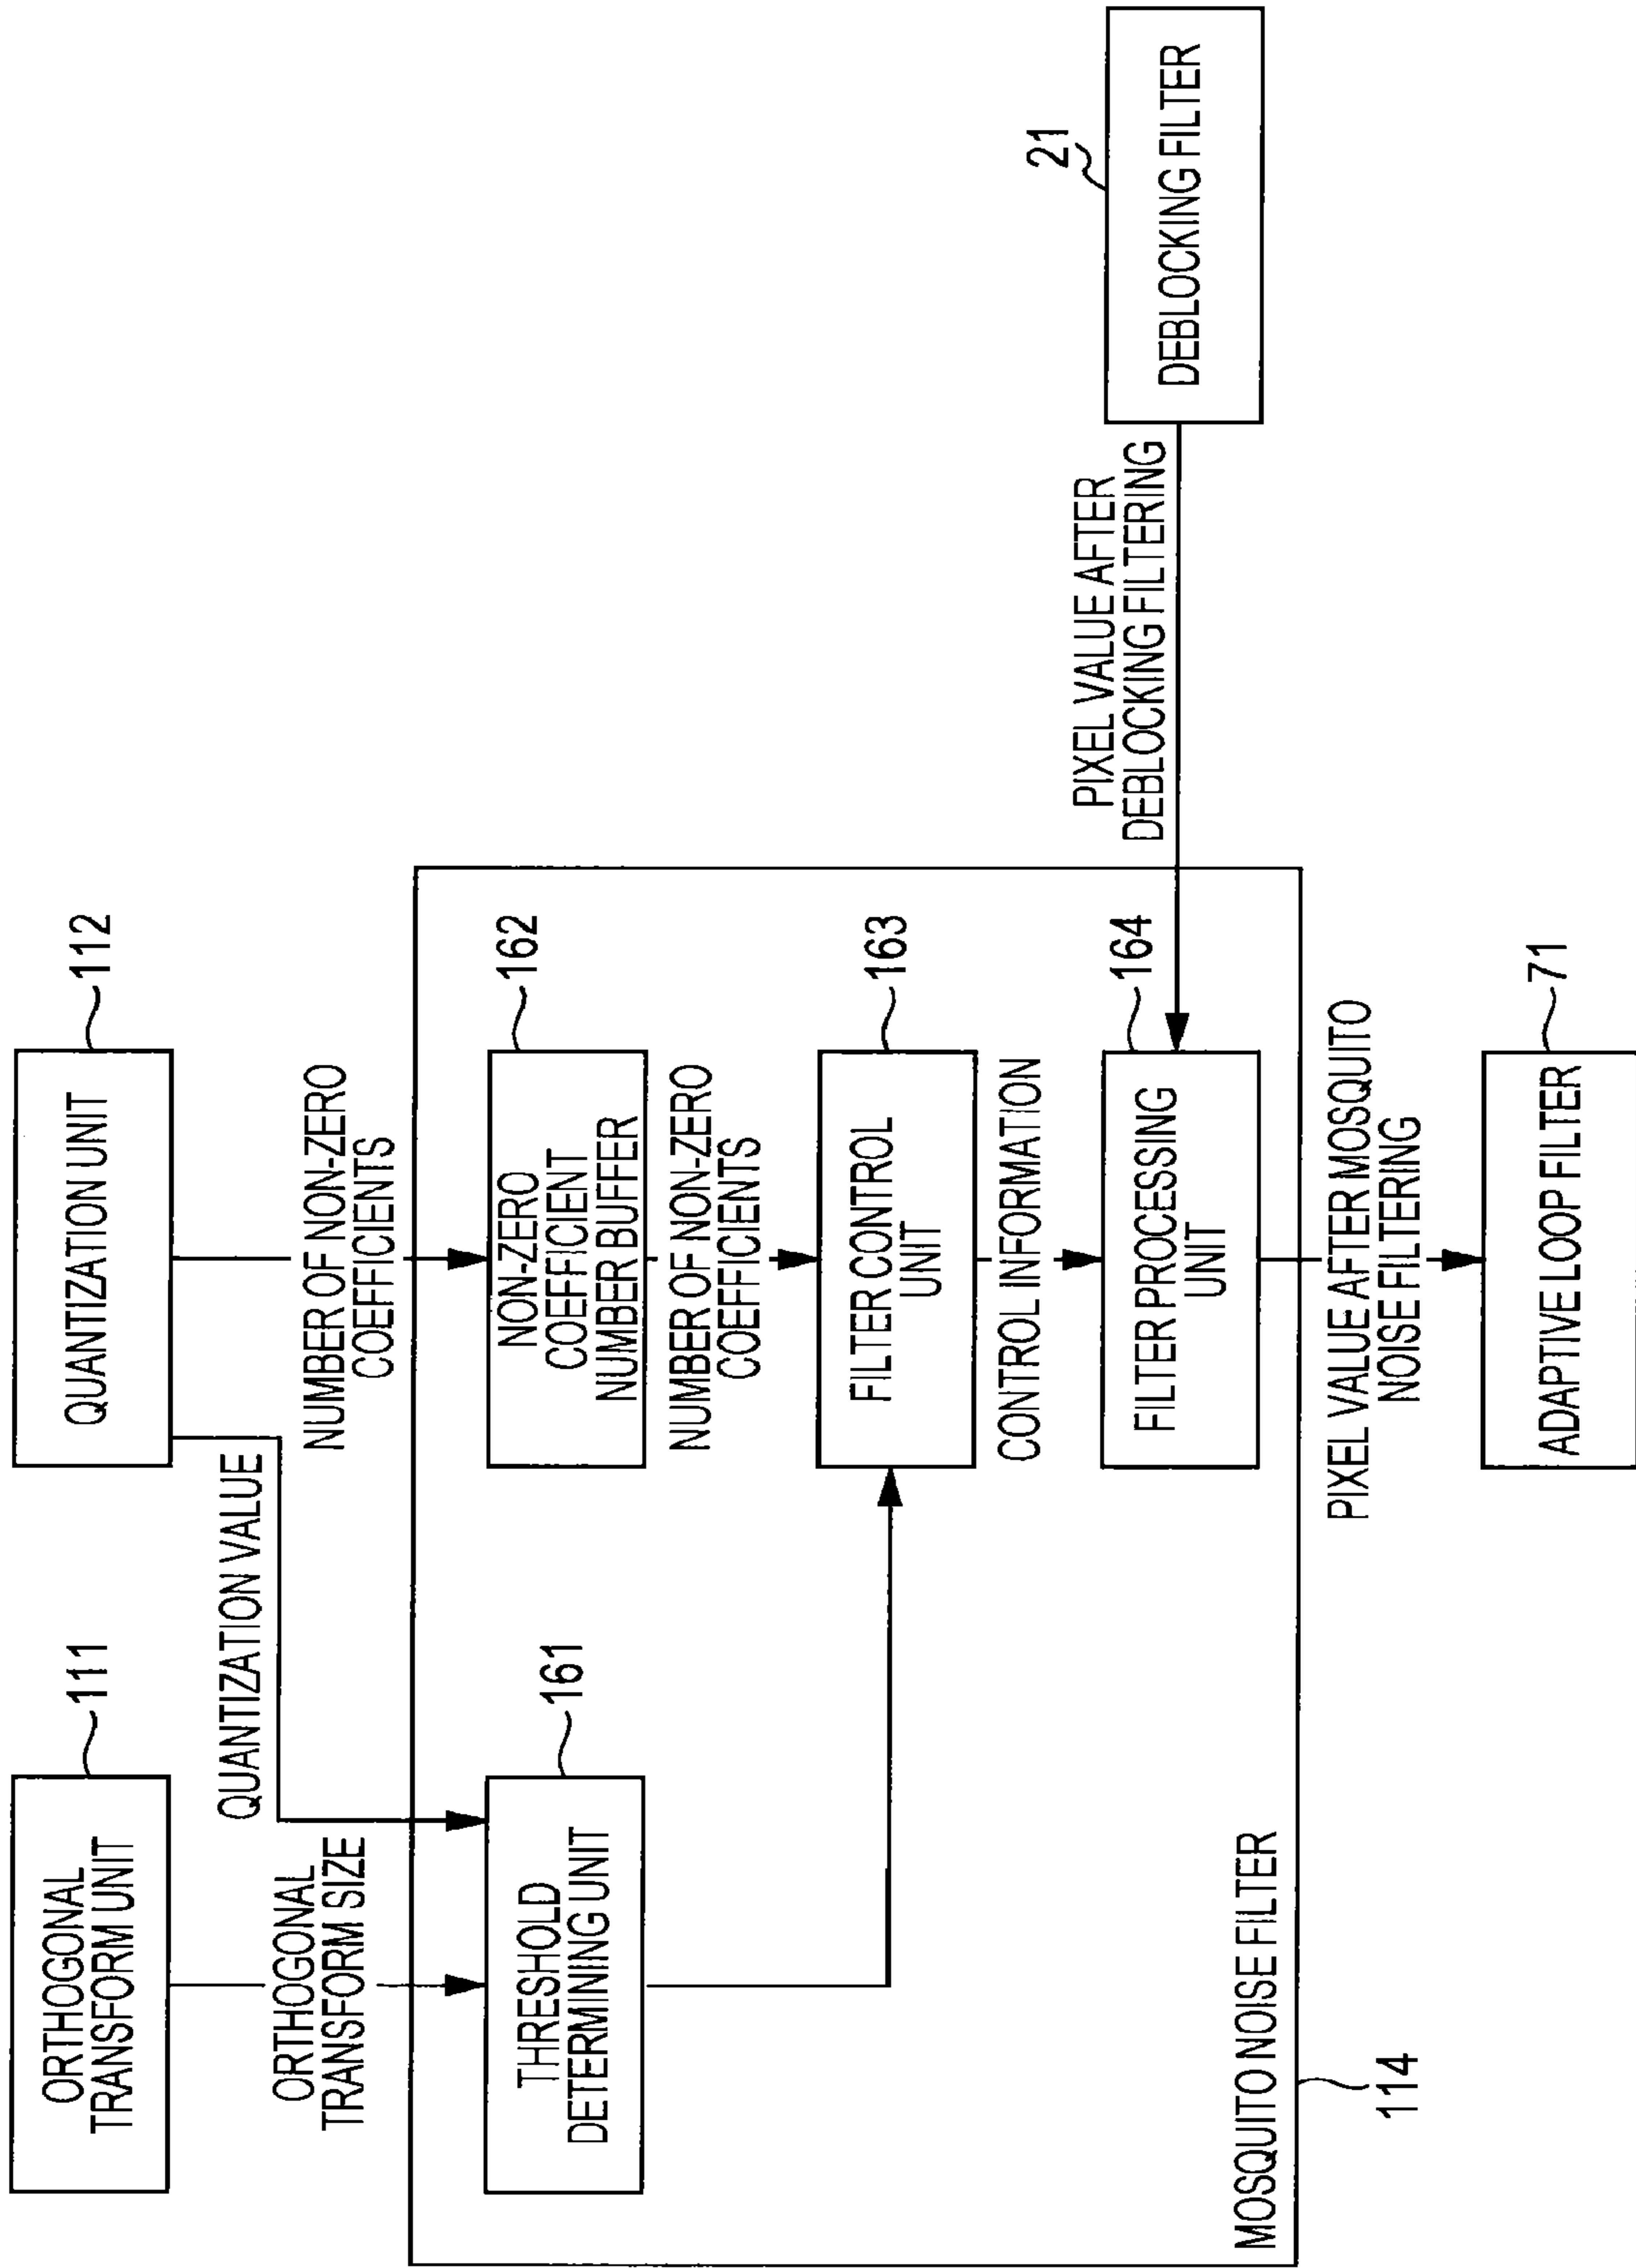 ORTHOGONAL
TRANSFORM UNIT
111
QUANTIZATION UNIT
112
QUANTIZATION VALUE
ORTHOGONAL
TRANSFORM SIZE
NUMBER OF NON-ZERO
COEFFICIENTS
THRESHOLD
DETERMINING UNIT
161
NON-ZERO
COEFFICIENT
NUMBER BUFFER
162
NUMBER OF NON-ZERO
COEFFICIENTS
FILTER CONTROL
UNIT
163
CONTROL INFORMATION
FILTER PROCESSING
UNIT
164
PIXEL VALUE AFTER
DEBLOCKING FILTERING
DEBLOCKING FILTER
21
MOSQUITO NOISE FILTER
114
PIXEL VALUE AFTER MOSQUITO
NOISE FILTERING
ADAPTIVE LOOP FILTER
71